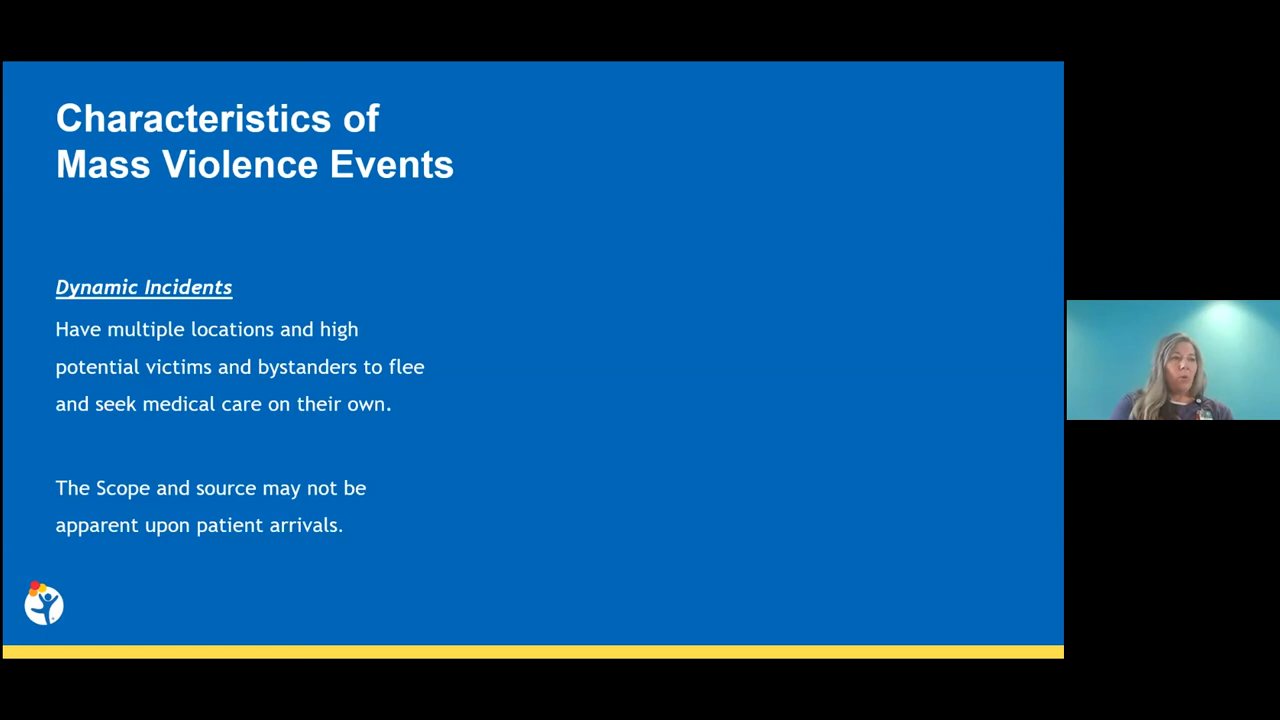 Characteristics of
Mass Violence Events
Dynamic Incidents
Have multiple locations and high
potential victims and bystanders to flee
and seek medical care on their own.
The Scope and source may not be
apparent upon patient arrivals.